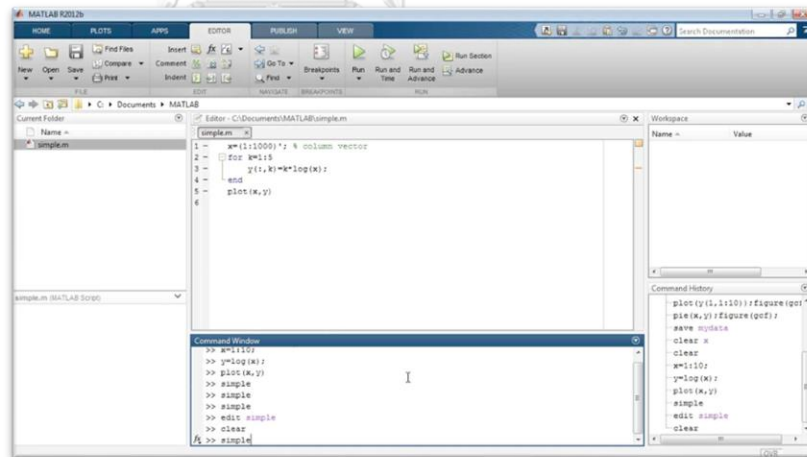 MATLAB R2012b
HOME PLOTS APPS EDITOR PUBLISH VIEW
Search Documentation
New Open Save Find Files Compare Print
Insert Comment Indent
Go To Find
Breakpoints
Run Run and Time Run and Advance Run Section Advance
FILE EDIT NAVIGATE BREAKPOINTS RUN
C: Documents MATLAB
Current Folder
Name
simple.m
simple.m (MATLAB Script)
Editor - C:\Documents\MATLAB\simple.m
simple.m
1 - x=(1:1000)'; % column vector
2 - for k=1:5
3 - y(:,k)=k*log(x);
4 - end
5 - plot(x,y)
6
Command Window
>> x=1:10;
>> y=log(x);
>> plot(x,y)
>> simple
>> simple
>> simple
>> edit simple
>> clear
fx >> simple
Workspace
Name Value
Command History
plot(y(1,1:10));figure(gcf
pie(x,y);figure(gcf);
save mydata
clear x
clear
x=1:10;
y=log(x);
plot(x,y)
simple
edit simple
clear
OVR